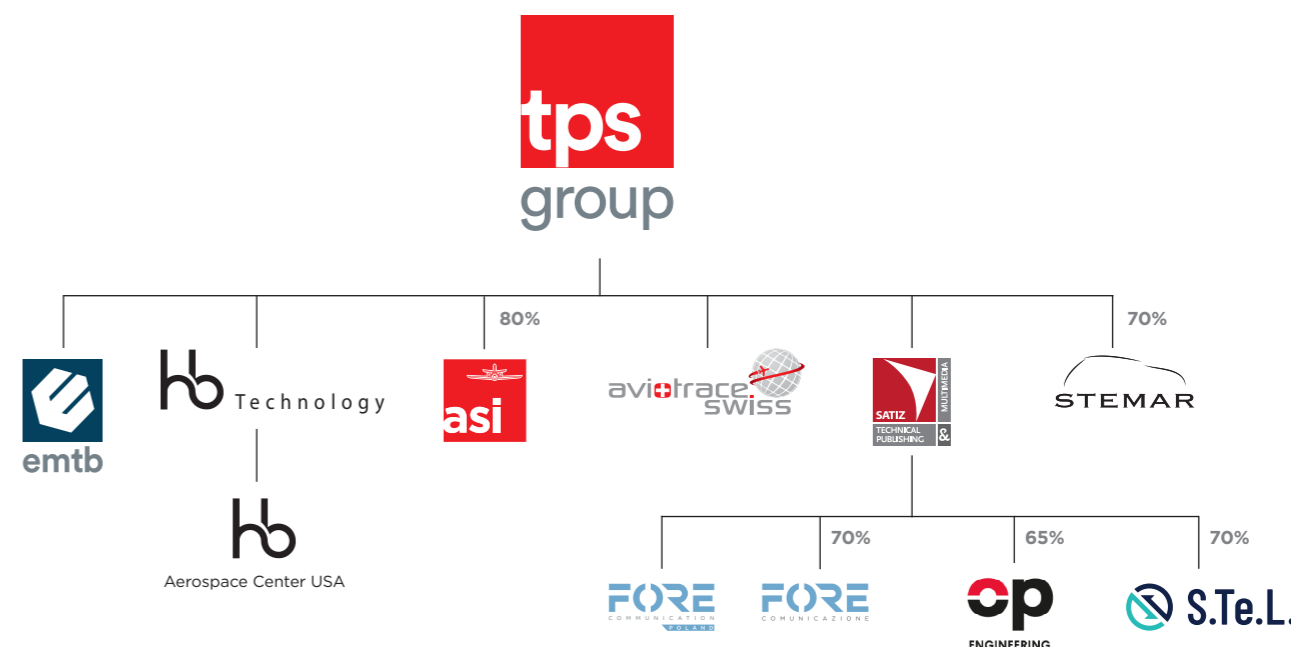 tps
group
80%
70%
emtb
hb Technology
asi
aviotrace
swiss
SATIZ
TECHNICAL
PUBLISHING
&
MULTIMEDIA
STEMAR
hb
Aerospace Center USA
70%
65%
70%
FORE
COMMUNICATION
POLAND
FORE
COMUNICAZIONE
op
ENGINEERING
S.Te.L.